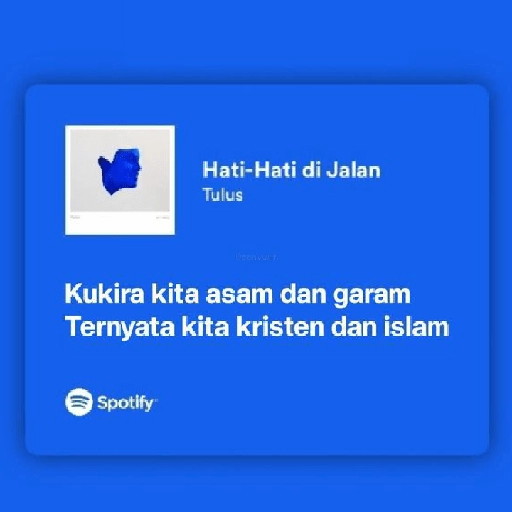 Hati-Hati di Jalan
Tulus
Kukira kita asam dan garam
Ternyata kita kristen dan islam
Spotify